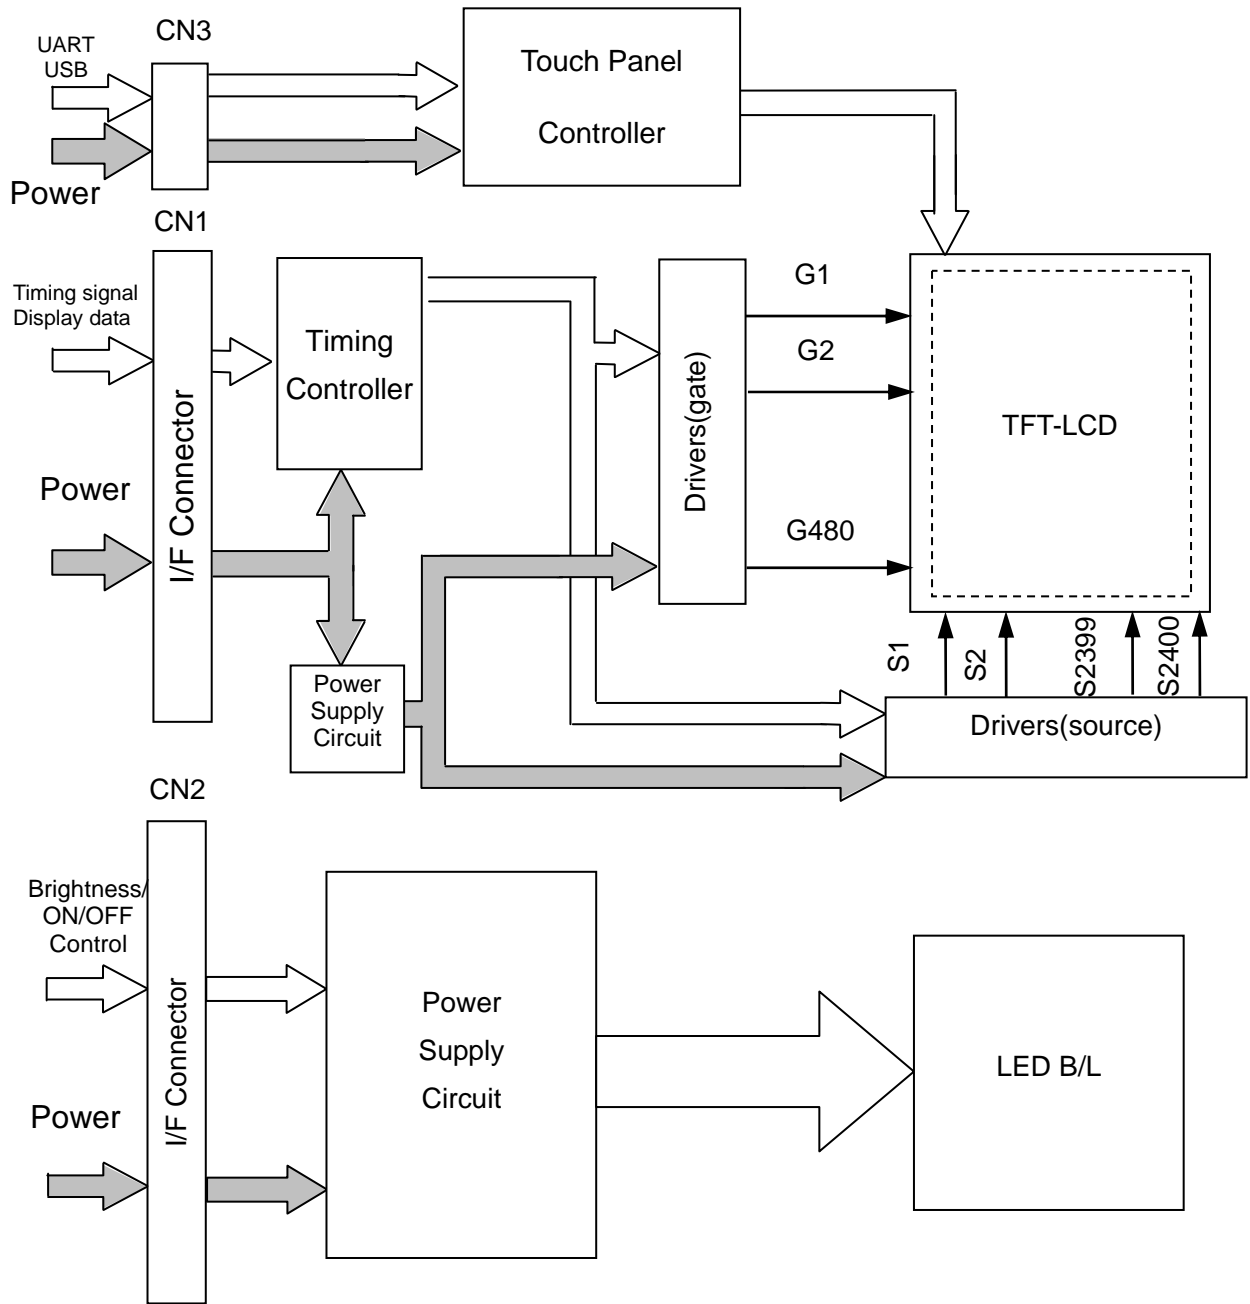 CN3
UART
USB
Power
Touch Panel
Controller
CN1
Timing signal
Display data
Power
I/F Connector
Timing
Controller
Power
Supply
Circuit
Drivers(gate)
G1
G2
G480
TFT-LCD
S1
S2
S2399
S2400
Drivers(source)
CN2
Brightness/
ON/OFF
Control
Power
I/F Connector
Power
Supply
Circuit
LED B/L